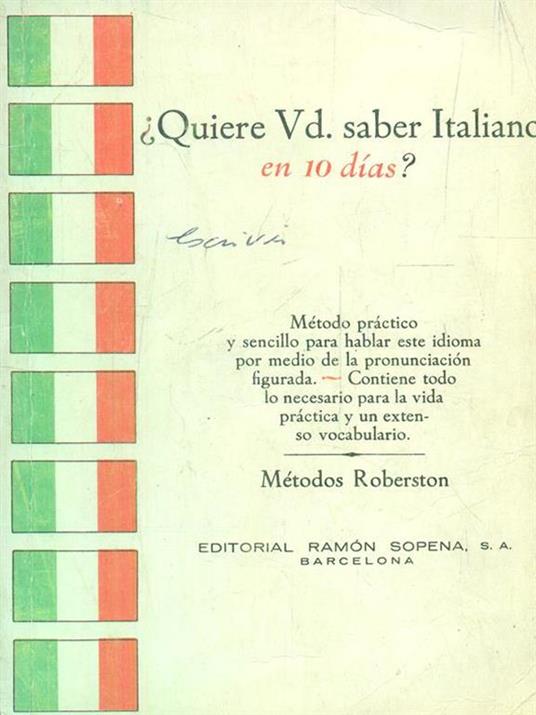 ¿Quiere Vd. saber Italiano
en 10 días?
Método práctico
y sencillo para hablar este idioma
por medio de la pronunciación
figurada. ~ Contiene todo
lo necesario para la vida
práctica y un exten-
so vocabulario.
Métodos Roberston
EDITORIAL RAMÓN SOPENA, S. A.
BARCELONA